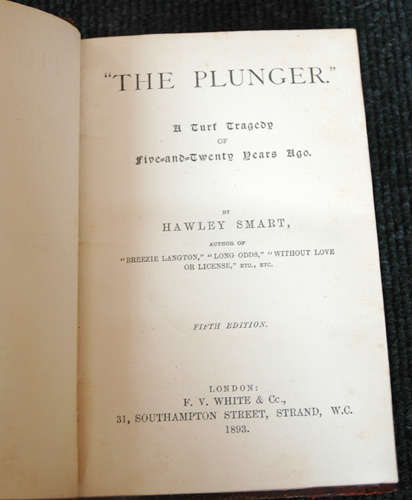 "THE PLUNGER."
A Turf Tragedy
OF
Five-and-Twenty Years Ago.
BY
HAWLEY SMART,
AUTHOR OF
"BREEZIE LANGTON," "LONG ODDS," "WITHOUT LOVE
OR LICENSE," ETC., ETC.
FIFTH EDITION.
LONDON:
F. V. WHITE & Co.,
31, SOUTHAMPTON STREET, STRAND, W.C.
1893.